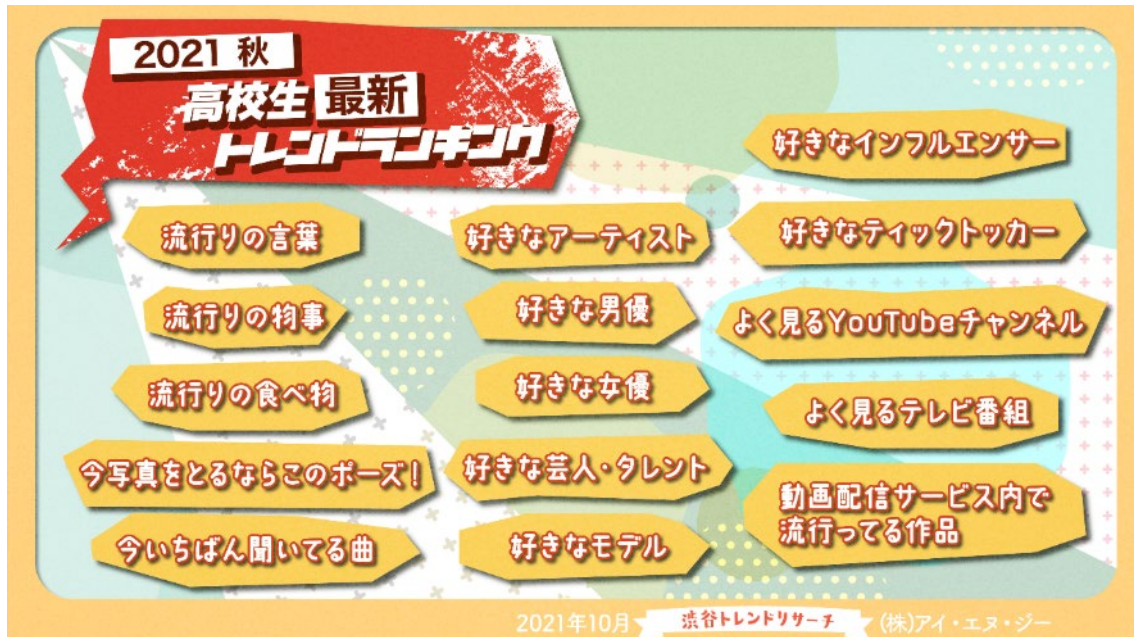 2021 秋
高校生 最新
トレンドランキング
流行りの言葉
流行りの物事
流行りの食べ物
今写真をとるならこのポーズ!
今いちばん聞いてる曲
好きなアーティスト
好きな男優
好きな女優
好きな芸人・タレント
好きなモデル
好きなインフルエンサー
好きなティックトッカー
よく見るYouTubeチャンネル
よく見るテレビ番組
動画配信サービス内で
流行ってる作品
2021年10月 渋谷トレンドリサーチ (株)アイ・エヌ・ジー